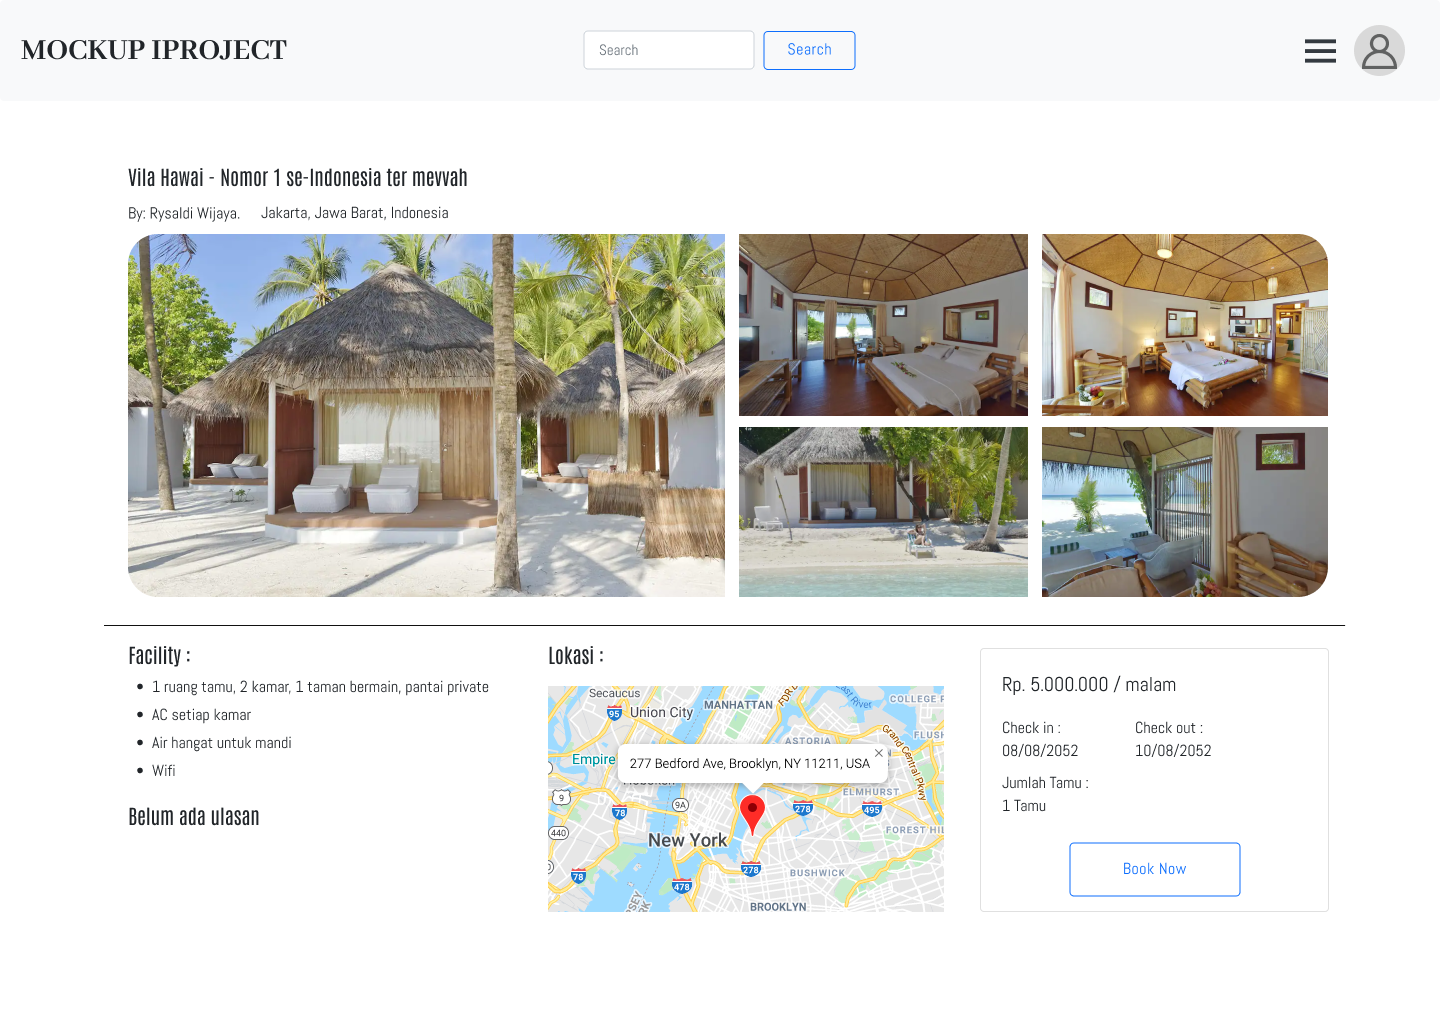 MOCKUP IPROJECT
Search
Search
Vila Hawai - Nomor 1 se-Indonesia ter mevvah
By: Rysaldi Wijaya.
Jakarta, Jawa Barat, Indonesia
Facility :
1 ruang tamu, 2 kamar, 1 taman bermain, pantai private
AC setiap kamar
Air hangat untuk mandi
Wifi
Belum ada ulasan
Lokasi :
Secaucus
95
Union City
MANHATTAN
FDR
East River
COLLEGE
ASTORIA
Grand Central Pkwy
FLUSH
Empire
277 Bedford Ave, Brooklyn, NY 11211, USA
9
78
9A
278
ELMHURST
495
440
New York
FOREST HIL
78
478
278
BUSHWICK
BROOKLYN
Rp. 5.000.000 / malam
Check in :
Check out :
08/08/2052
10/08/2052
Jumlah Tamu :
1 Tamu
Book Now